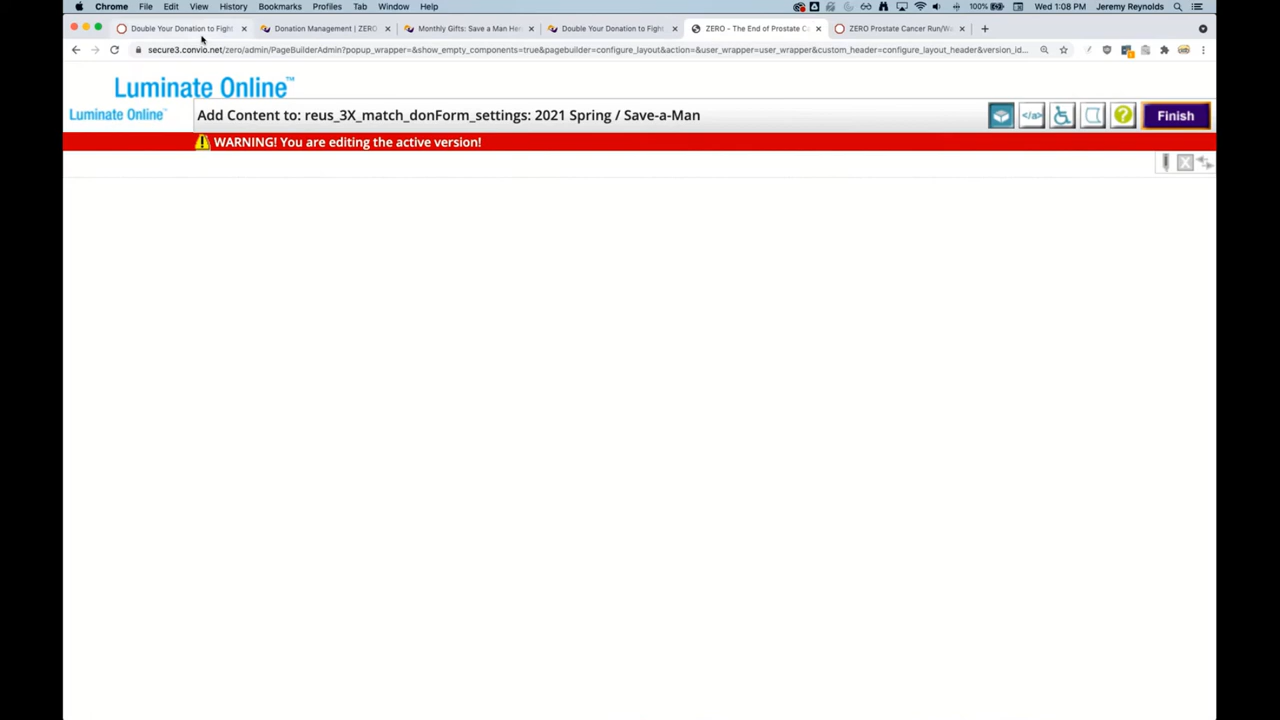 Chrome File Edit View History Bookmarks Profiles Tab Window Help 100% Wed 1:08 PM Jeremy Reynolds
Double Your Donation to Fight Donation Management | ZERO Monthly Gifts: Save a Man Her Double Your Donation to Fight ZERO - The End of Prostate C ZERO Prostate Cancer Run/Wa
secure3.convio.net/zero/admin/PageBuilderAdmin?popup_wrapper=&show_empty_components=true&pagebuilder=configure_layout&action=&user_wrapper=user_wrapper&custom_header=configure_layout_header&version_id...
Luminate Online™
Luminate Online™ Add Content to: reus_3X_match_donForm_settings: 2021 Spring / Save-a-Man </a> ? Finish
WARNING! You are editing the active version!